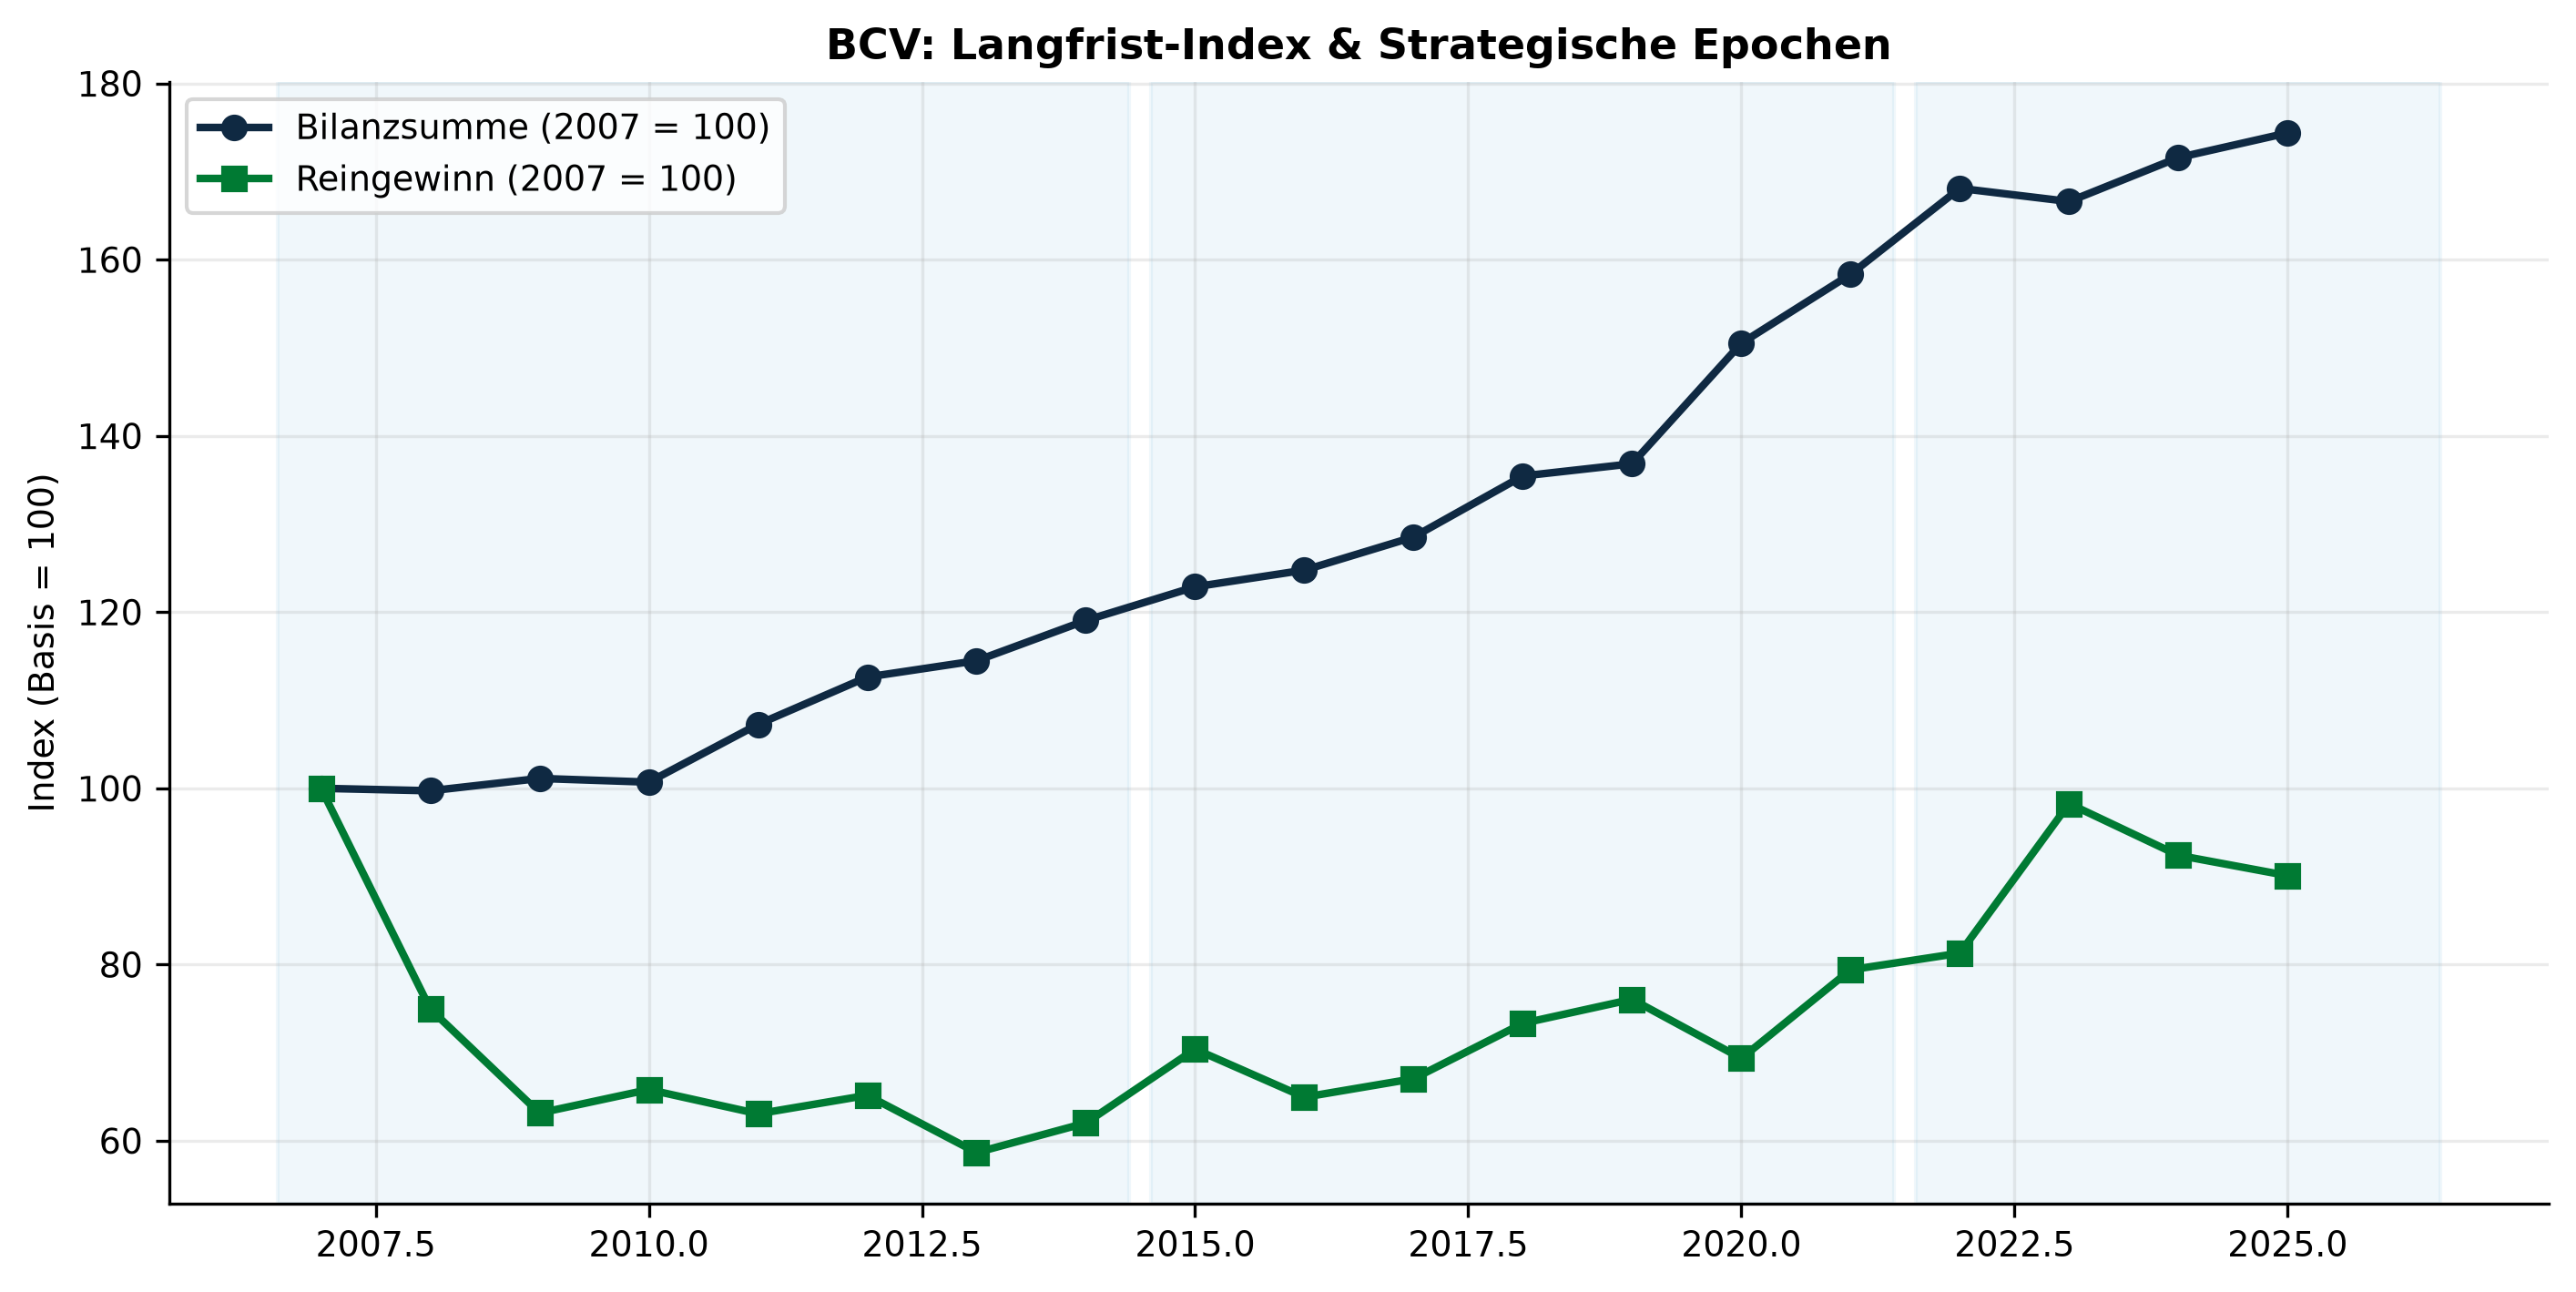 BCV: Langfrist-Index & Strategische Epochen
Bilanzsumme (2007 = 100)
Reingewinn (2007 = 100)
Index (Basis = 100)
180
160
140
120
100
80
60
2007.5 2010.0 2012.5 2015.0 2017.5 2020.0 2022.5 2025.0